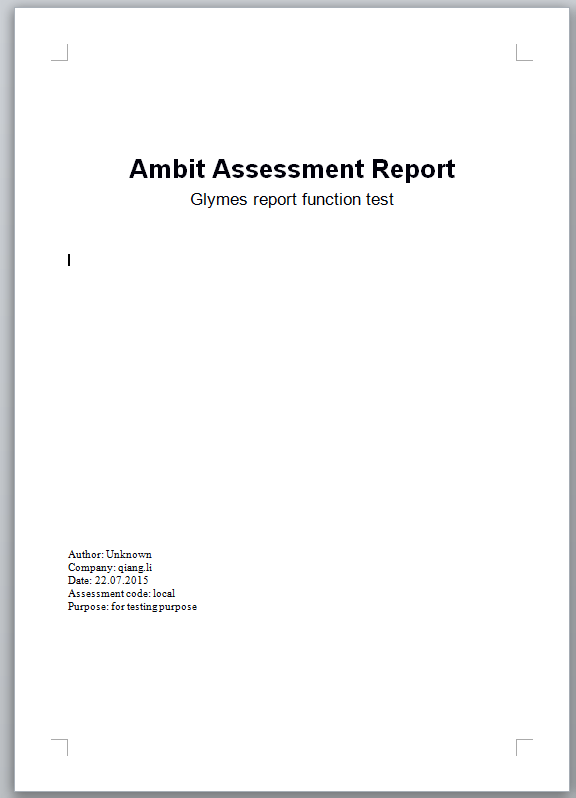 Ambit Assessment Report
Glymes report function test
Author: Unknown
Company: qiang.li
Date: 22.07.2015
Assessment code: local
Purpose: for testing purpose